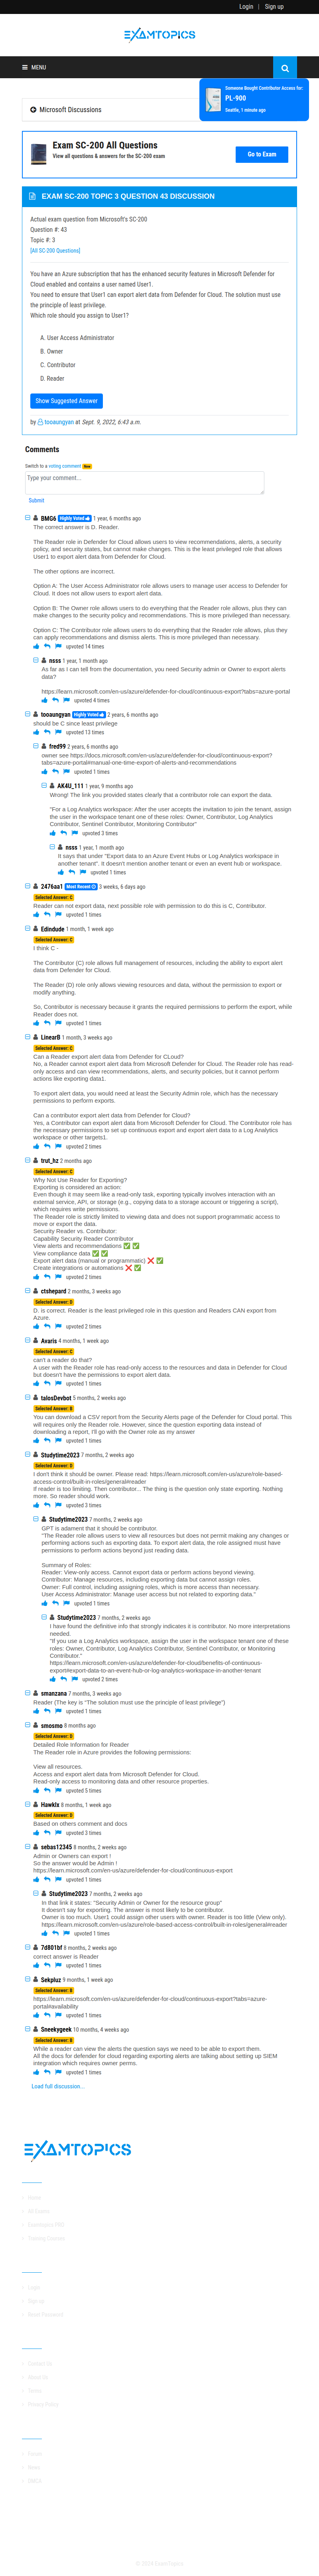 Login | Sign up
EXAMTOPICS
MENU
Someone Bought Contributor Access for:
PL-900
Seattle, 1 minute ago
Microsoft Discussions
Exam SC-200 All Questions
View all questions & answers for the SC-200 exam
Go to Exam
EXAM SC-200 TOPIC 3 QUESTION 43 DISCUSSION
Actual exam question from Microsoft's SC-200
Question #: 43
Topic #: 3
[All SC-200 Questions]
You have an Azure subscription that has the enhanced security features in Microsoft Defender for
Cloud enabled and contains a user named User1.
You need to ensure that User1 can export alert data from Defender for Cloud. The solution must use
the principle of least privilege.
Which role should you assign to User1?
A. User Access Administrator
B. Owner
C. Contributor
D. Reader
Show Suggested Answer
by tooaungyan at Sept. 9, 2022, 6:43 a.m.
Comments
Switch to a voting comment New
Type your comment...
Submit
BMG6 Highly Voted 1 year, 6 months ago
The correct answer is D. Reader.
The Reader role in Defender for Cloud allows users to view recommendations, alerts, a security
policy, and security states, but cannot make changes. This is the least privileged role that allows
User1 to export alert data from Defender for Cloud.
The other options are incorrect.
Option A: The User Access Administrator role allows users to manage user access to Defender for
Cloud. It does not allow users to export alert data.
Option B: The Owner role allows users to do everything that the Reader role allows, plus they can
make changes to the security policy and recommendations. This is more privileged than necessary.
Option C: The Contributor role allows users to do everything that the Reader role allows, plus they
can apply recommendations and dismiss alerts. This is more privileged than necessary.
upvoted 14 times
nsss 1 year, 1 month ago
As far as I can tell from the documentation, you need Security admin or Owner to export alerts
data?
https://learn.microsoft.com/en-us/azure/defender-for-cloud/continuous-export?tabs=azure-portal
upvoted 4 times
tooaungyan Highly Voted 2 years, 6 months ago
should be C since least privilege
upvoted 13 times
fred99 2 years, 6 months ago
owner see https://docs.microsoft.com/en-us/azure/defender-for-cloud/continuous-export?
tabs=azure-portal#manual-one-time-export-of-alerts-and-recommendations
upvoted 1 times
AK4U_111 1 year, 9 months ago
Wrong! The link you provided states clearly that a contributor role can export the data.
"For a Log Analytics workspace: After the user accepts the invitation to join the tenant, assign
the user in the workspace tenant one of these roles: Owner, Contributor, Log Analytics
Contributor, Sentinel Contributor, Monitoring Contributor"
upvoted 3 times
nsss 1 year, 1 month ago
It says that under "Export data to an Azure Event Hubs or Log Analytics workspace in
another tenant". It doesn't need to be another tenant or even an event hub or workspace.
upvoted 1 times
2476aa1 Most Recent 3 weeks, 6 days ago
Selected Answer: C
Reader can not export data, next possible role with permission to do this is C, Contributor.
upvoted 1 times
Edindude 1 month, 1 week ago
Selected Answer: C
I think C -
The Contributor (C) role allows full management of resources, including the ability to export alert
data from Defender for Cloud.
The Reader (D) role only allows viewing resources and data, without the permission to export or
modify anything.
So, Contributor is necessary because it grants the required permissions to perform the export, while
Reader does not.
upvoted 1 times
LinearB 1 month, 3 weeks ago
Selected Answer: C
Can a Reader export alert data from Defender for CLoud?
No, a Reader cannot export alert data from Microsoft Defender for Cloud. The Reader role has read-
only access and can view recommendations, alerts, and security policies, but it cannot perform
actions like exporting data1.
To export alert data, you would need at least the Security Admin role, which has the necessary
permissions to perform exports.
Can a contributor export alert data from Defender for Cloud?
Yes, a Contributor can export alert data from Microsoft Defender for Cloud. The Contributor role has
the necessary permissions to set up continuous export and export alert data to a Log Analytics
workspace or other targets1.
upvoted 2 times
trut_hz 2 months ago
Selected Answer: C
Why Not Use Reader for Exporting?
Exporting is considered an action:
Even though it may seem like a read-only task, exporting typically involves interaction with an
external service, API, or storage (e.g., copying data to a storage account or triggering a script),
which requires write permissions.
The Reader role is strictly limited to viewing data and does not support programmatic access to
move or export the data.
Security Reader vs. Contributor:
Capability Security Reader Contributor
View alerts and recommendations ✅ ✅
View compliance data ✅ ✅
Export alert data (manual or programmatic) ❌ ✅
Create integrations or automations ❌ ✅
upvoted 2 times
ctshepard 2 months, 3 weeks ago
Selected Answer: D
D. is correct. Reader is the least privileged role in this question and Readers CAN export from
Azure.
upvoted 2 times
Avaris 4 months, 1 week ago
Selected Answer: C
can't a reader do that?
A user with the Reader role has read-only access to the resources and data in Defender for Cloud
but doesn't have the permissions to export alert data.
upvoted 1 times
talosDevbot 5 months, 2 weeks ago
Selected Answer: B
You can download a CSV report from the Security Alerts page of the Defender for Cloud portal. This
will requires only the Reader role. However since the question says exporting data instead of
downloading a report, I'll go with the Owner role as my answer
upvoted 1 times
Studytime2023 7 months, 2 weeks ago
Selected Answer: D
I don't think it should be owner. Please read: https://learn.microsoft.com/en-us/azure/role-based-
access-control/built-in-roles/general#reader
If reader is too limiting. Then contributor... The thing is the question only state exporting. Nothing
more. So reader should work.
upvoted 3 times
Studytime2023 7 months, 2 weeks ago
GPT is adament that it should be contributor.
"The Reader role only allows to view all resources but does not permit making any changes or
performing actions such as exporting data. To export alert data, the role assigned must have
permissions to execute actions beyond just reading data.
Summary of Roles:
Reader: View-only access. Cannot export data or perform actions beyond viewing.
Contributor: Manage resources, including exporting data but cannot assign roles.
Owner: Full control, including assigning roles, which is more access than necessary.
User Access Administrator: Manage user access but not related to exporting data."
upvoted 1 times
Studytime2023 7 months, 2 weeks ago
I have found the definitive info that strongly indicates it is contributor. No more interpretations
needed.
"If you use a Log Analytics workspace, assign the user in the workspace tenant one of these
roles: Owner, Contributor, Log Analytics Contributor, Sentinel Contributor, or Monitoring
Contributor."
https://learn.microsoft.com/en-us/azure/defender-for-cloud/benefits-of-continuous-
export#export-data-to-an-event-hub-or-log-analytics-workspace-in-another-tenant
upvoted 2 times
smanzana 7 months, 3 weeks ago
Reader (The key is "The solution must use the principle of least privilege")
upvoted 1 times
smosmo 8 months ago
Selected Answer: D
Detailed Role Information for Reader
The Reader role in Azure provides the following permissions:
View all resources.
Access and export alert data from Microsoft Defender for Cloud.
Read-only access to monitoring data and other resource properties.
upvoted 5 times
Hawklx 8 months, 1 week ago
Selected Answer: D
Based on others comment and docs
upvoted 3 times
sebas12345 8 months, 2 weeks ago
Admin or Owners can export !
So the answer would be Admin !
https://learn.microsoft.com/en-us/azure/defender-for-cloud/continuous-export
upvoted 1 times
Studytime2023 7 months, 2 weeks ago
In that link it states: "Security Admin or Owner for the resource group"
It doesn't say for exporting. The answer is most likely to be contributor.
Owner is too much. User1 could assign other users with owner. Reader is too little (View only).
https://learn.microsoft.com/en-us/azure/role-based-access-control/built-in-roles/general#reader
upvoted 1 times
7d801bf 8 months, 2 weeks ago
correct answer is Reader
upvoted 1 times
Sekpluz 9 months, 1 week ago
Selected Answer: B
https://learn.microsoft.com/en-us/azure/defender-for-cloud/continuous-export?tabs=azure-
portal#availability
upvoted 1 times
Sneekygeek 10 months, 4 weeks ago
Selected Answer: B
While a reader can view the alerts the question says we need to be able to export them.
All the docs for defender for cloud regarding exporting alerts are talking about setting up SIEM
integration which requires owner perms.
upvoted 1 times
Load full discussion...
EXAMTOPICS
Login
Sign up
Reset Password
Contact Us
About Us
Terms
Privacy Policy
DMCA